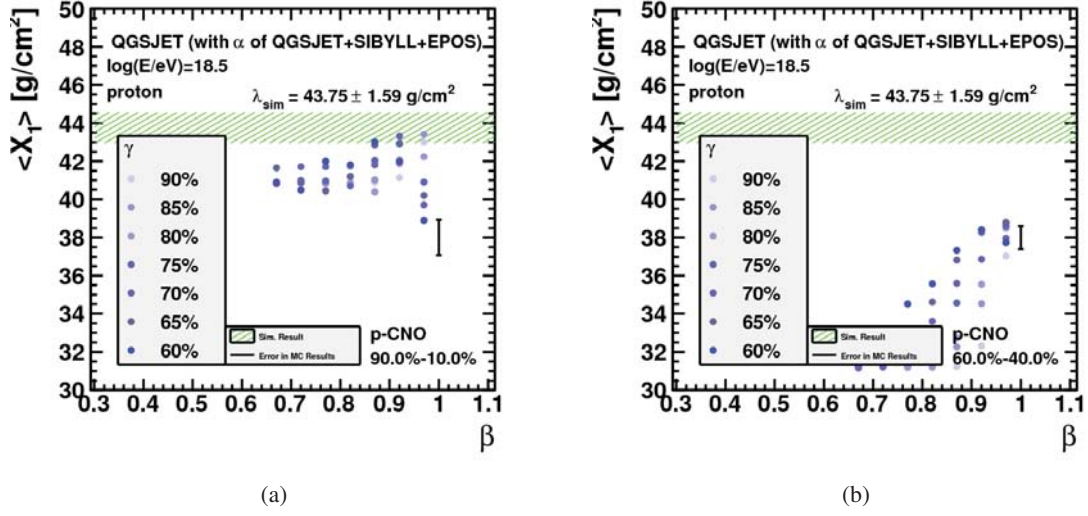 <X₁> [g/cm²]
50
48
46
44
42
40
38
36
34
32
30
QGSJET (with α of QGSJET+SIBYLL+EPOS)
log(E/eV)=18.5
proton
λsim = 43.75 ± 1.59 g/cm²
γ
90%
85%
80%
75%
70%
65%
60%
Sim. Result
Error in MC Results
p-CNO
90.0%-10.0%
0.3 0.4 0.5 0.6 0.7 0.8 0.9 1 1.1
β
(a)
<X₁> [g/cm²]
50
48
46
44
42
40
38
36
34
32
30
QGSJET (with α of QGSJET+SIBYLL+EPOS)
log(E/eV)=18.5
proton
λsim = 43.75 ± 1.59 g/cm²
γ
90%
85%
80%
75%
70%
65%
60%
Sim. Result
Error in MC Results
p-CNO
60.0%-40.0%
0.3 0.4 0.5 0.6 0.7 0.8 0.9 1 1.1
β
(b)